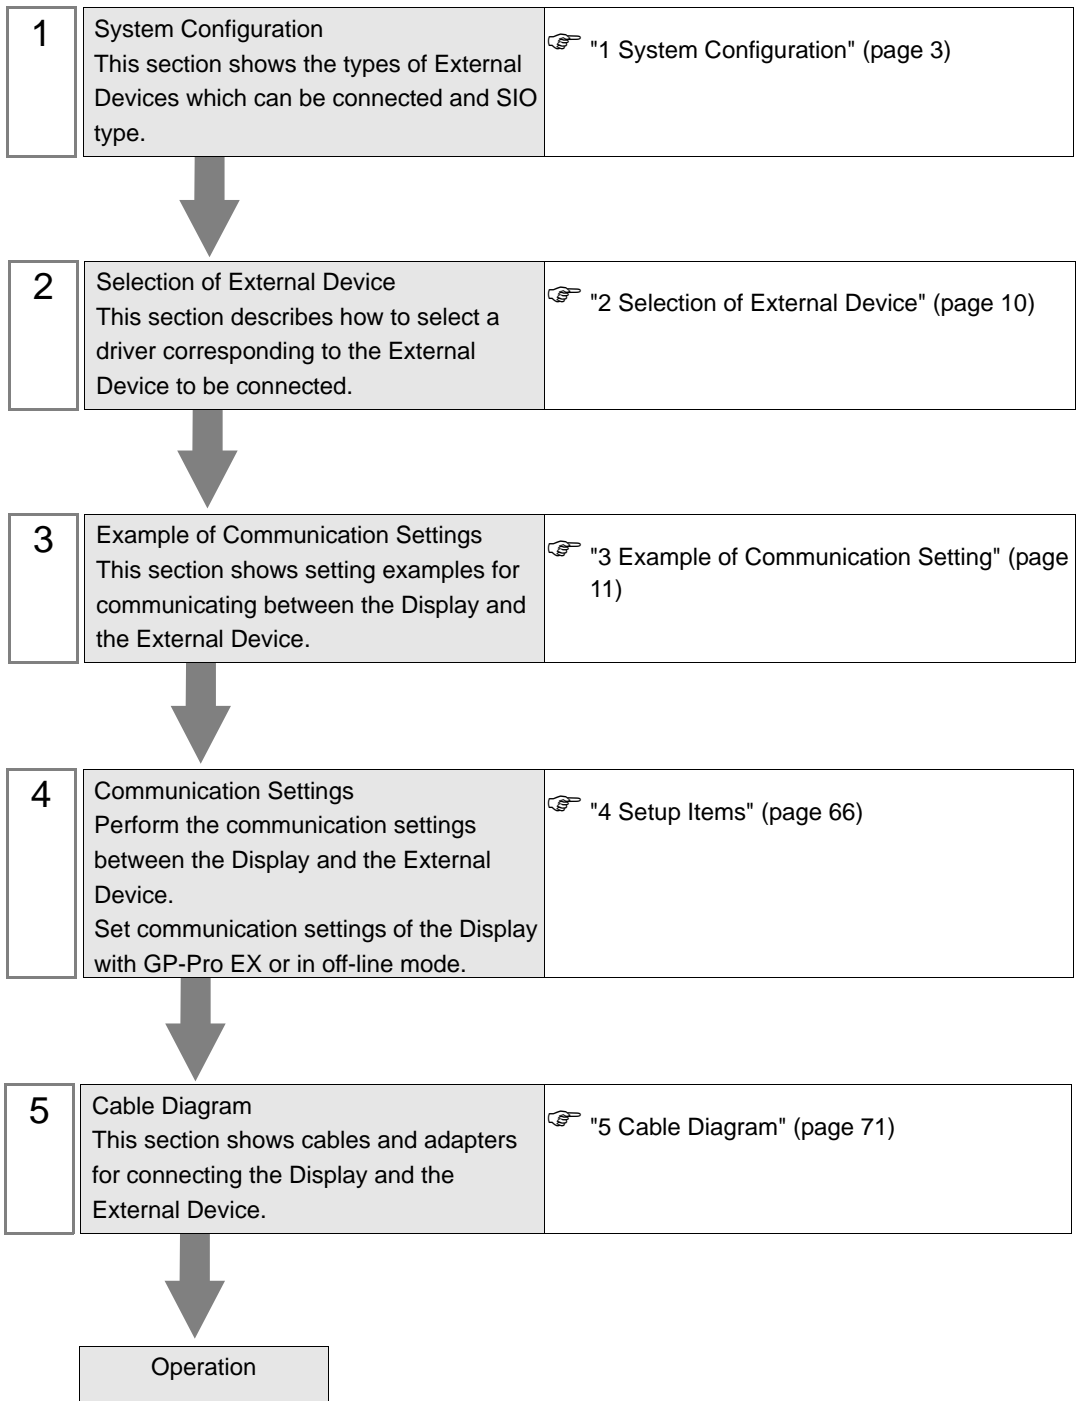 1
System Configuration
This section shows the types of External
Devices which can be connected and SIO
type.
"1 System Configuration" (page 3)
2
Selection of External Device
This section describes how to select a
driver corresponding to the External
Device to be connected.
"2 Selection of External Device" (page 10)
3
Example of Communication Settings
This section shows setting examples for
communicating between the Display and
the External Device.
"3 Example of Communication Setting" (page
11)
4
Communication Settings
Perform the communication settings
between the Display and the External
Device.
Set communication settings of the Display
with GP-Pro EX or in off-line mode.
"4 Setup Items" (page 66)
5
Cable Diagram
This section shows cables and adapters
for connecting the Display and the
External Device.
"5 Cable Diagram" (page 71)
Operation